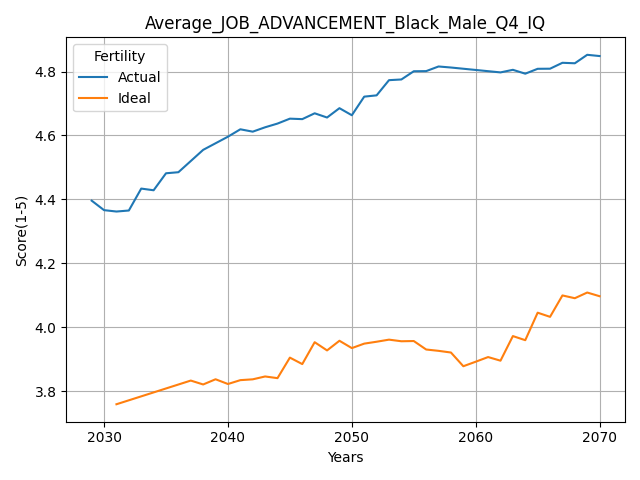 Average_JOB_ADVANCEMENT_Black_Male_Q4_IQ
Fertility
Actual
Ideal
Score(1-5)
4.8
4.6
4.4
4.2
4.0
3.8
2030 2040 2050 2060 2070
Years